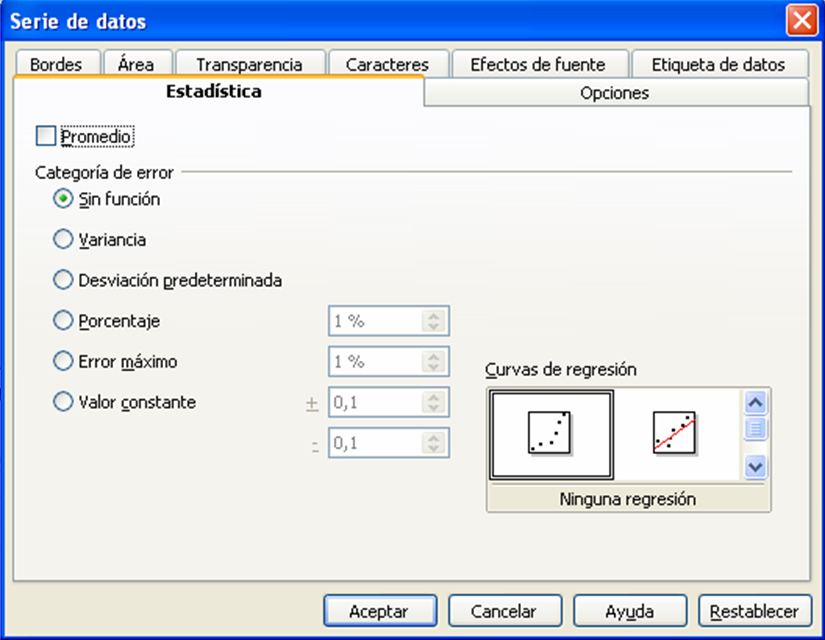 Serie de datos
Bordes Área Transparencia Caracteres Efectos de fuente Etiqueta de datos
Estadística Opciones
Promedio
Categoría de error
Sin función
Variancia
Desviación predeterminada
Porcentaje 1 %
Error máximo 1 %
Valor constante ± 0,1
- 0,1
Curvas de regresión
Ninguna regresión
Aceptar Cancelar Ayuda Restablecer